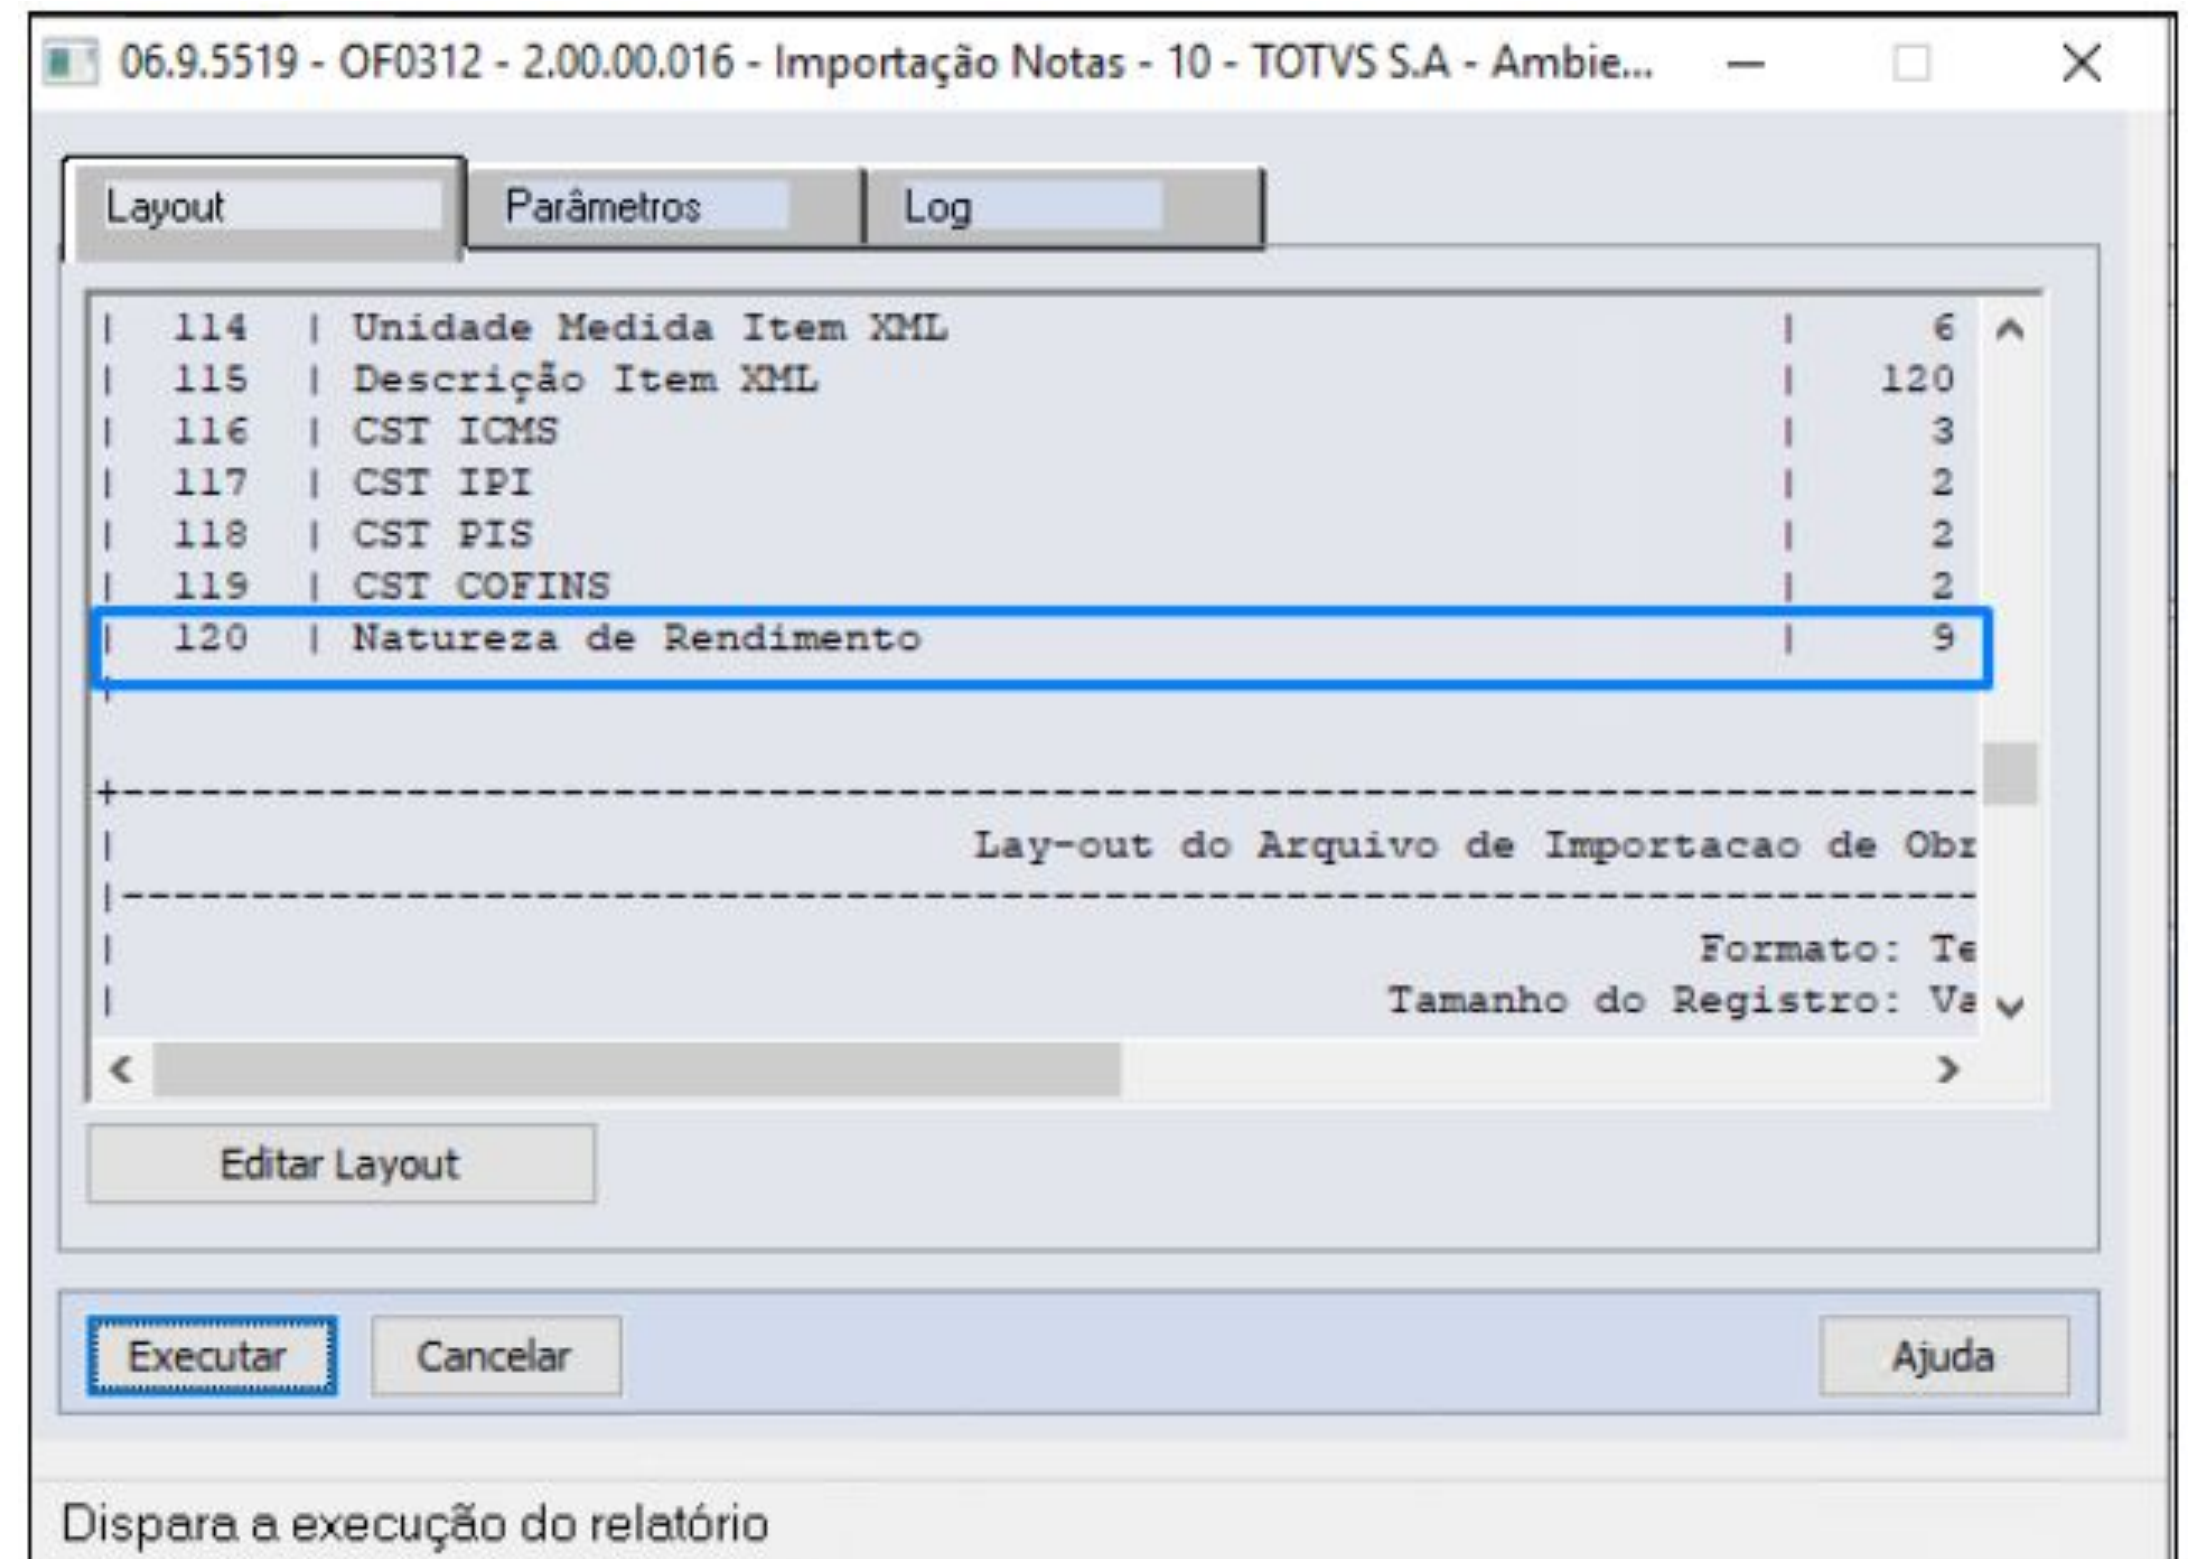 06.9.5519 - OF0312 - 2.00.00.016 - Importação Notas - 10 - TOTVS S.A - Ambie...
Layout Parâmetros Log
| 114 | Unidade Medida Item XML | 6
| 115 | Descrição Item XML | 120
| 116 | CST ICMS | 3
| 117 | CST IPI | 2
| 118 | CST PIS | 2
| 119 | CST COFINS | 2
| 120 | Natureza de Rendimento | 9
Lay-out do Arquivo de Importacao de Obr
Formato: Te
Tamanho do Registro: Va
Editar Layout
Executar Cancelar Ajuda
Dispara a execução do relatório